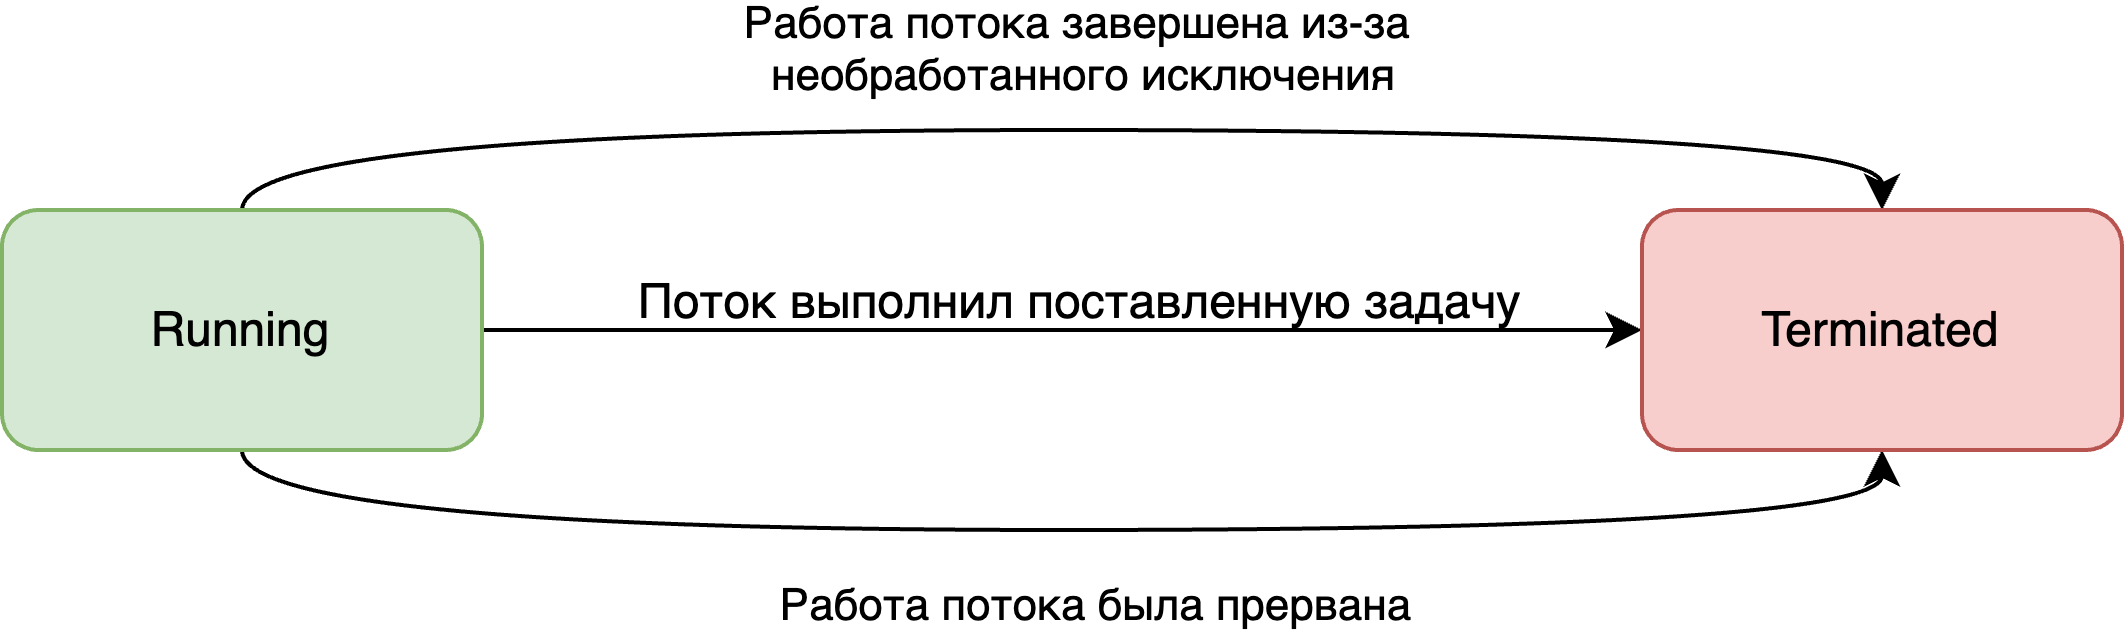 Работа потока завершена из-за
необработанного исключения
Running
Поток выполнил поставленную задачу
Terminated
Работа потока была прервана